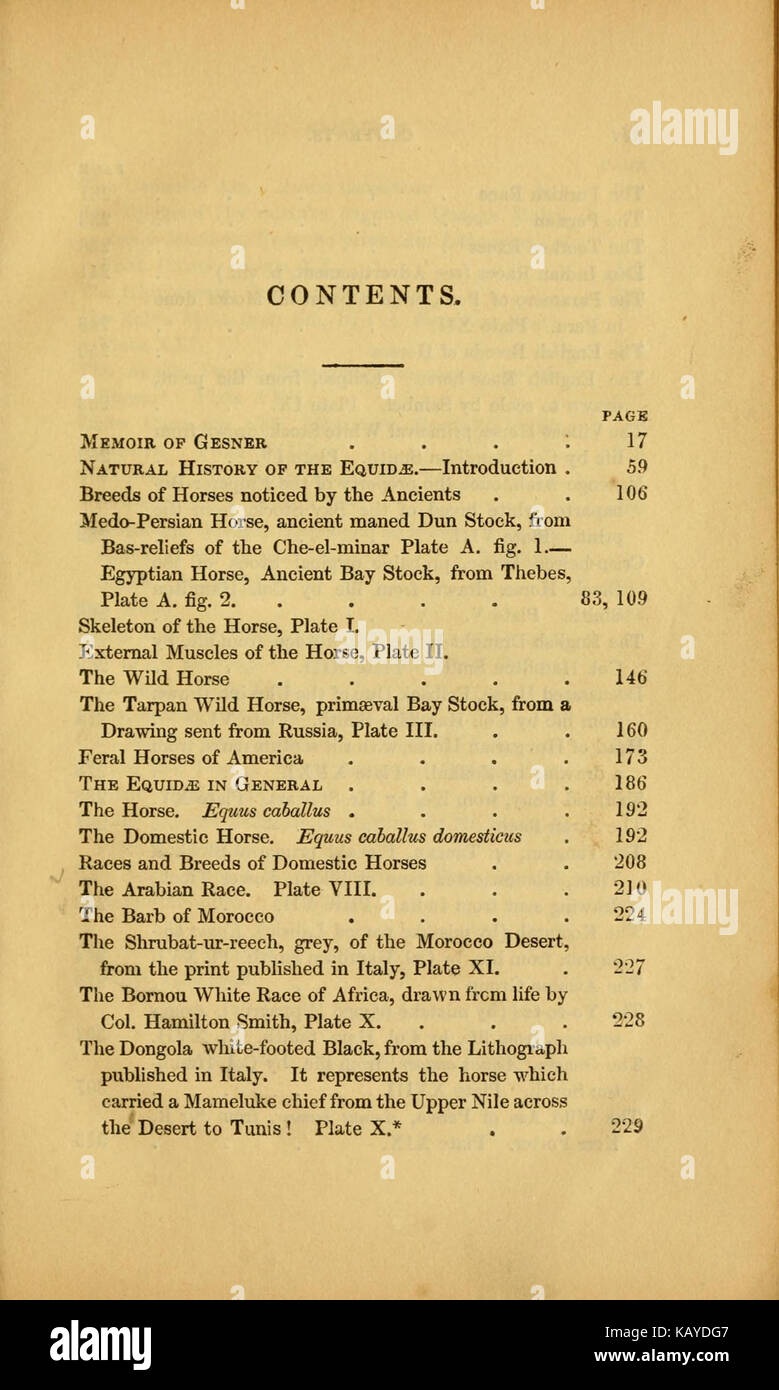 CONTENTS.
PAGE
MEMOIR OF GESNER . . . . 17
NATURAL HISTORY OF THE EQUIDÆ.—Introduction . 59
Breeds of Horses noticed by the Ancients . . 106
Medo-Persian Horse, ancient maned Dun Stock, from
Bas-reliefs of the Che-el-minar Plate A. fig. 1.—
Egyptian Horse, Ancient Bay Stock, from Thebes,
Plate A. fig. 2. . . . . 83, 109
Skeleton of the Horse, Plate I.
External Muscles of the Horse, Plate II.
The Wild Horse . . . . . 146
The Tarpan Wild Horse, primæval Bay Stock, from a
Drawing sent from Russia, Plate III. . . 160
Feral Horses of America . . . . 173
THE EQUIDÆ IN GENERAL . . . . 186
The Horse. Equus caballus . . . . 192
The Domestic Horse. Equus caballus domesticus . 192
Races and Breeds of Domestic Horses . . 208
The Arabian Race. Plate VIII. . . . 210
The Barb of Morocco . . . . 224
The Shrubat-ur-reech, grey, of the Morocco Desert,
from the print published in Italy, Plate XI. . 227
The Bornou White Race of Africa, drawn from life by
Col. Hamilton Smith, Plate X. . . . 228
The Dongola white-footed Black, from the Lithograph
published in Italy. It represents the horse which
carried a Mameluke chief from the Upper Nile across
the Desert to Tunis! Plate X.* . . 229
alamy
Image ID: KAYDG7
www.alamy.com